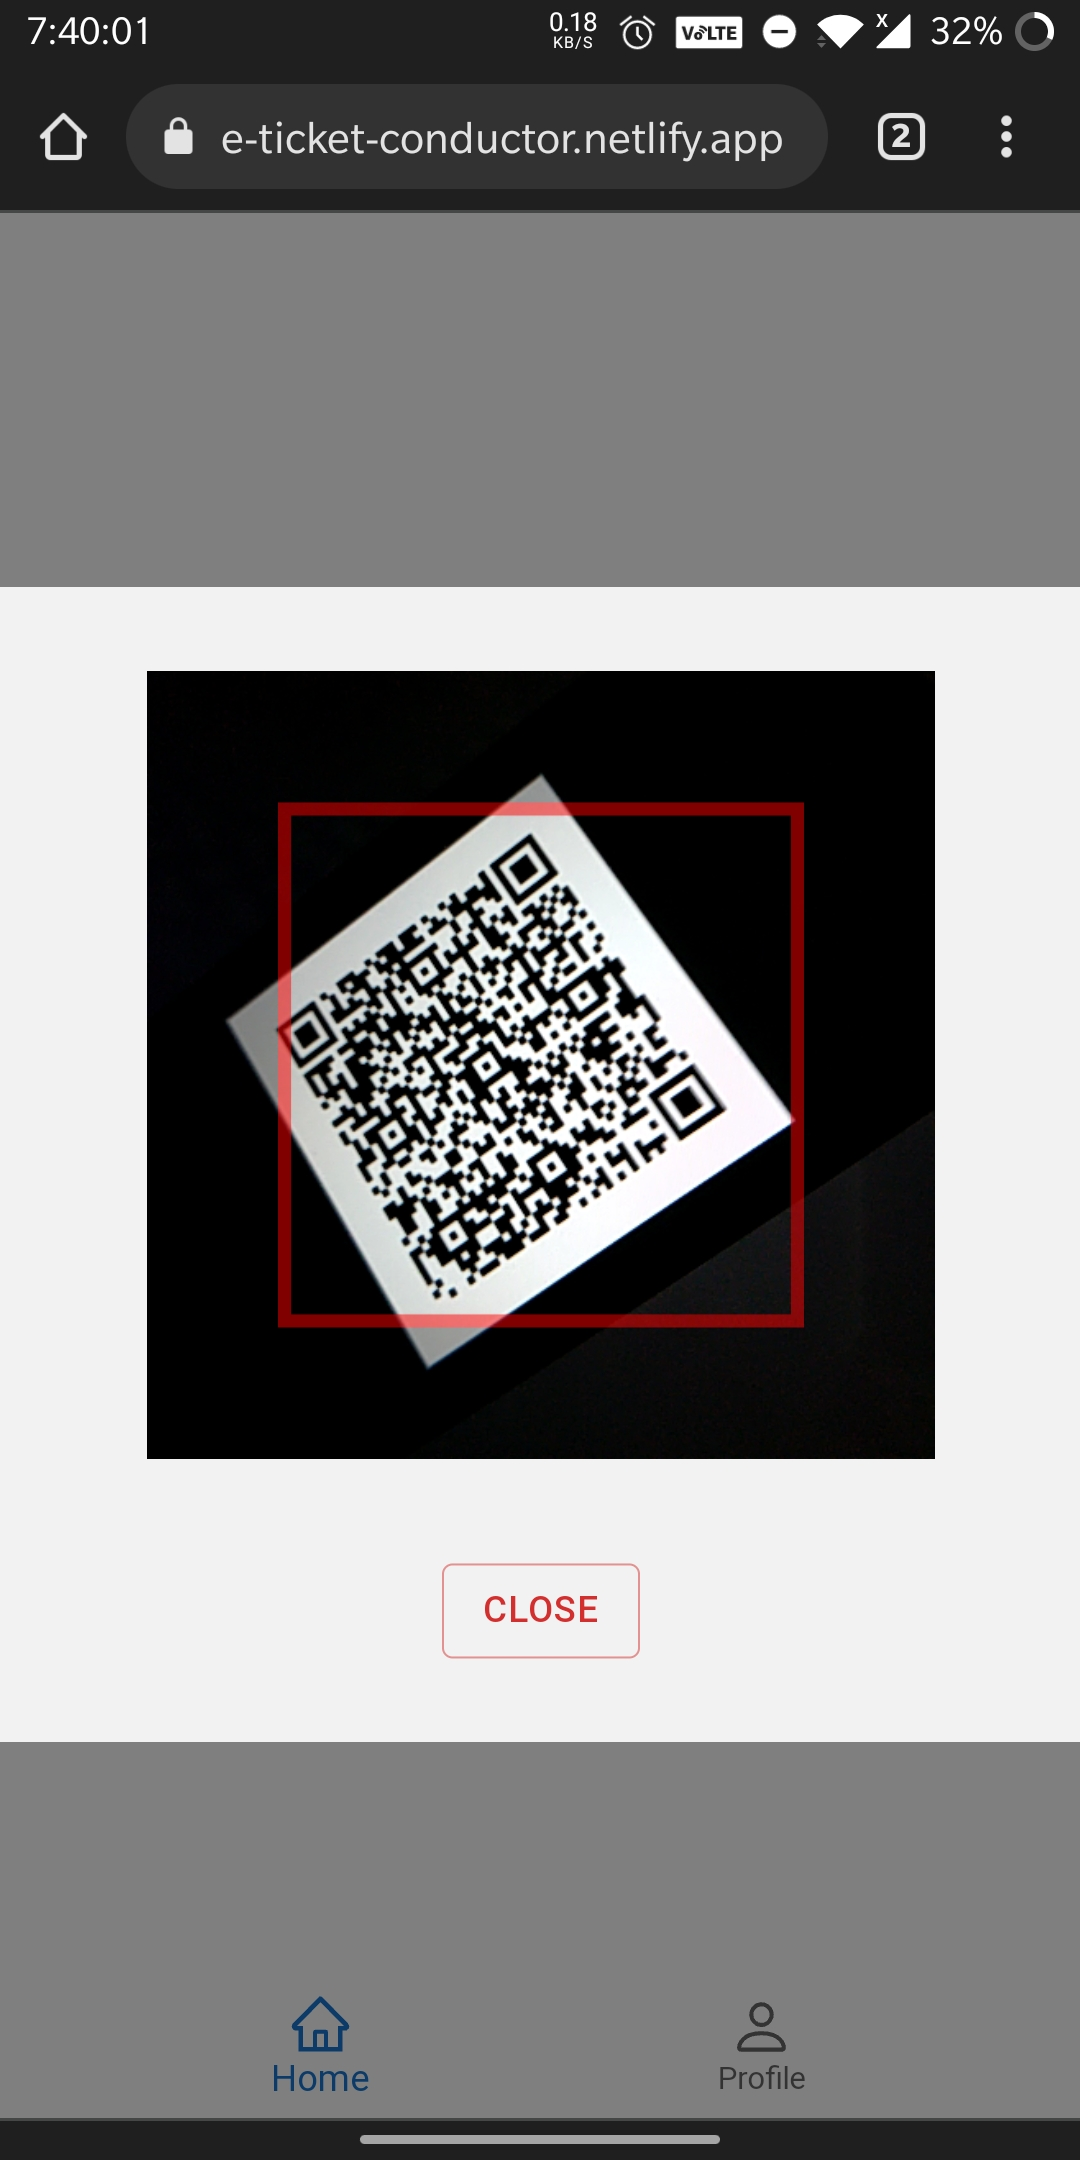 7:40:01 0.18 KB/S VoLTE X 32%
e-ticket-conductor.netlify.app 2
CLOSE
Home Profile